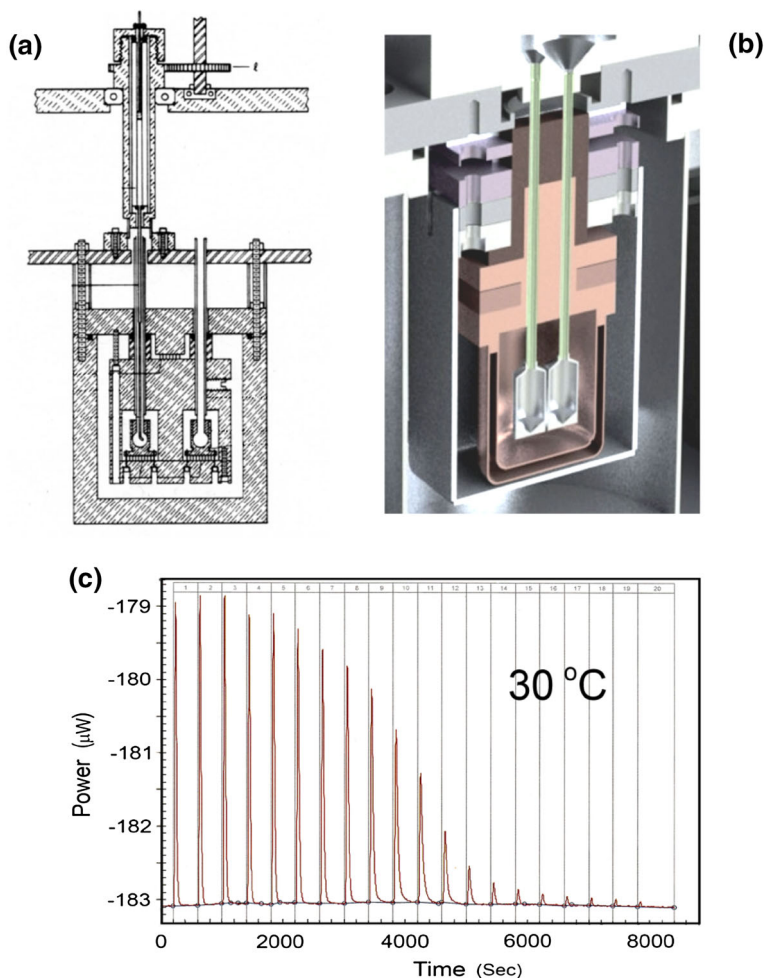 (a)
ℓ
(b)
(c)
1 2 3 4 5 6 7 8 9 10 11 12 13 14 15 16 17 18 19 20
-179
-180
-181
-182
-183
Power (μW)
30 °C
0 2000 4000 6000 8000
Time (Sec)